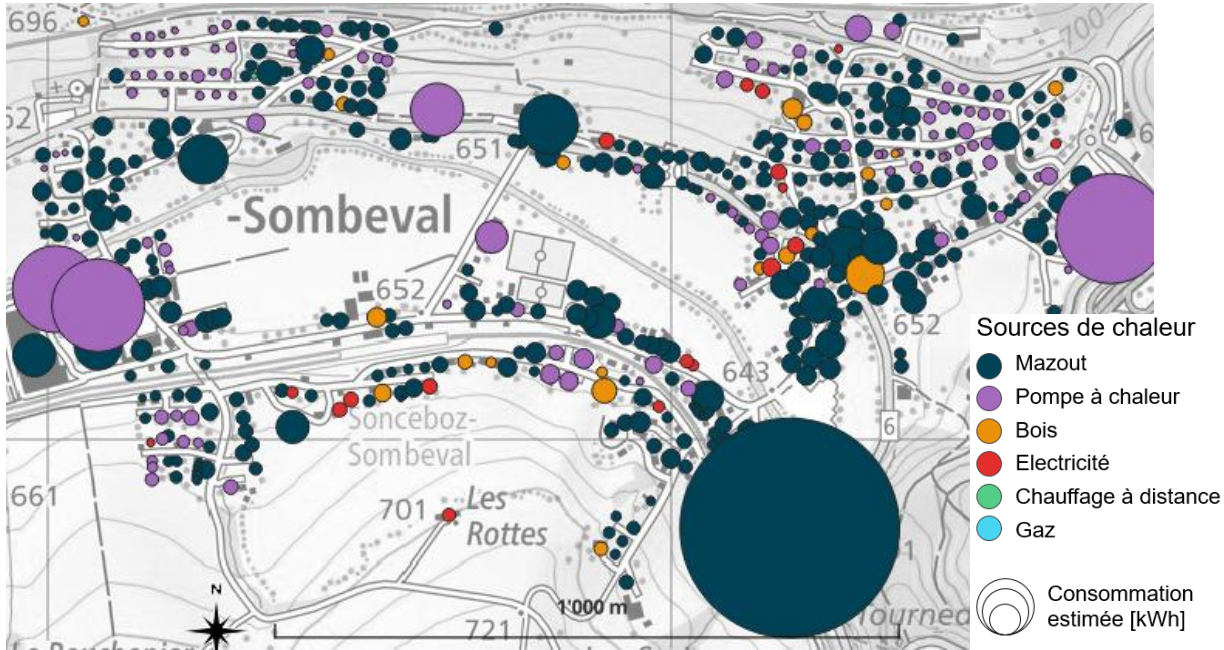 696
700
62
651
-Sombeval
652
652
Sources de chaleur
Mazout
643
Pompe à chaleur
Bois
6
Sonceboz-
Sombeval
Electricité
661
701
Les
Rottes
Chauffage à distance
Gaz
N
1'000 m
721
Consommation
estimée [kWh]